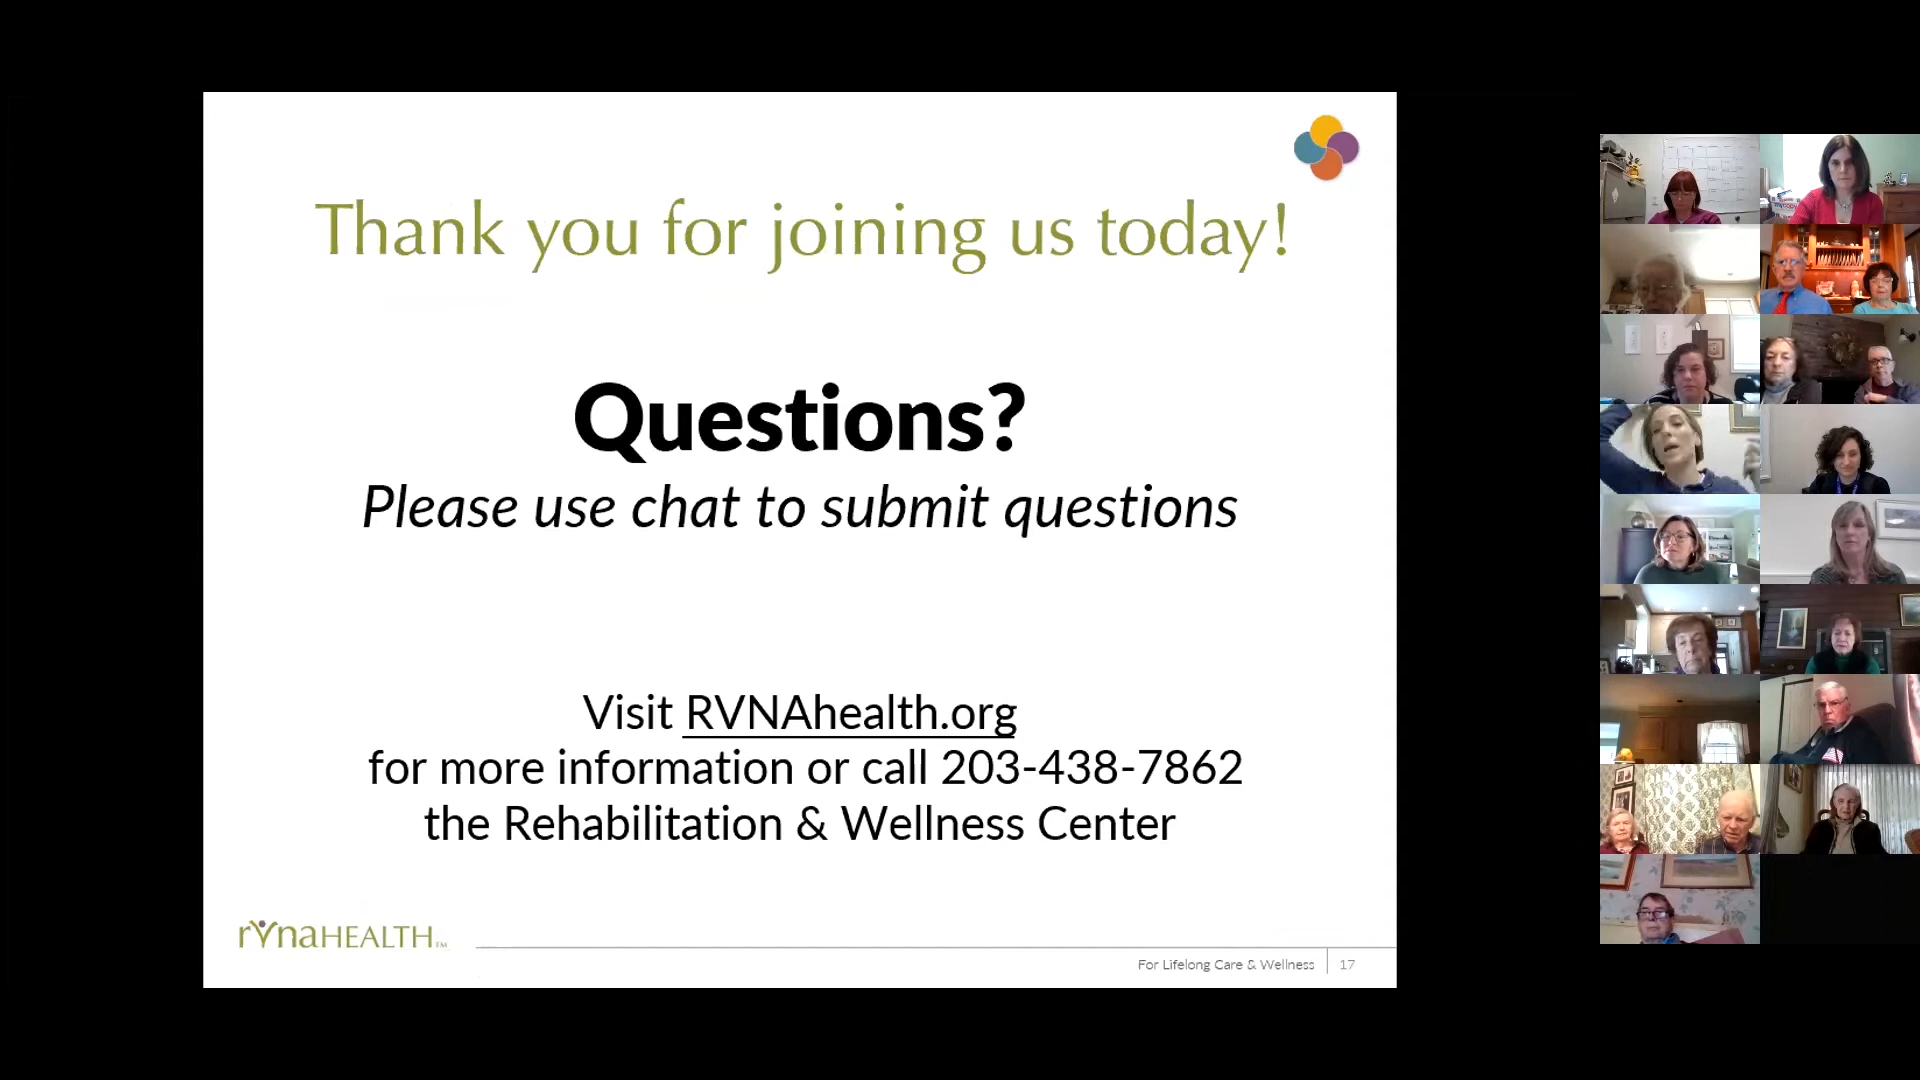 Thank you for joining us today!
Questions?
Please use chat to submit questions
Visit RVNAhealth.org
for more information or call 203-438-7862
the Rehabilitation & Wellness Center
rvnaHEALTH™
For Lifelong Care & Wellness 17